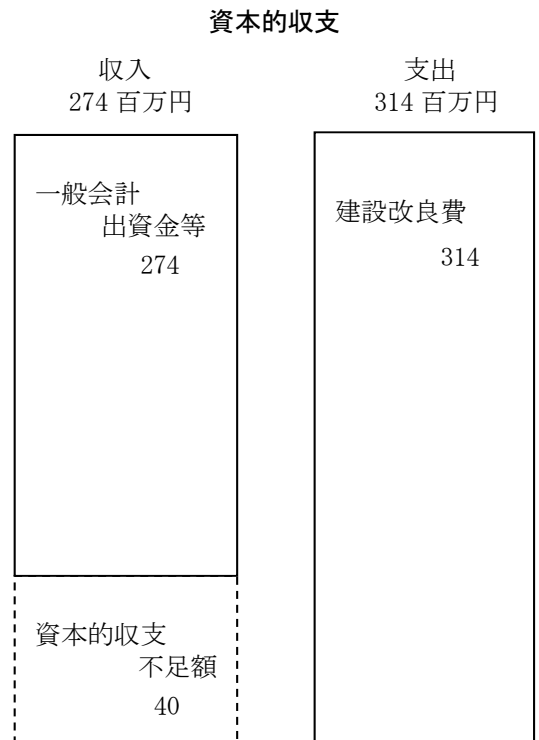 資本的収支
収入
274 百万円
支出
314 百万円
一般会計
出資金等
274
建設改良費
314
資本的収支
不足額
40